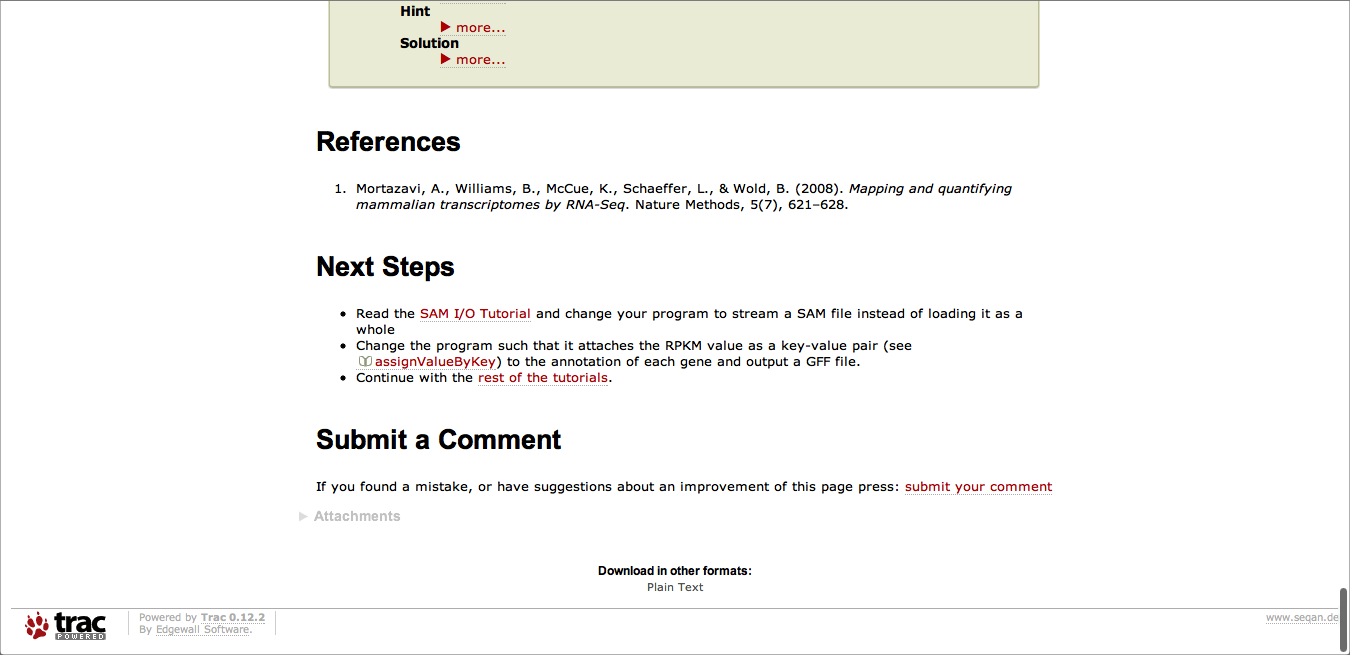 Hint
more...
Solution
more...
References
1. Mortazavi, A., Williams, B., McCue, K., Schaeffer, L., & Wold, B. (2008). Mapping and quantifying
mammalian transcriptomes by RNA-Seq. Nature Methods, 5(7), 621–628.
Next Steps
Read the SAM I/O Tutorial and change your program to stream a SAM file instead of loading it as a
whole
Change the program such that it attaches the RPKM value as a key-value pair (see
assignValueByKey) to the annotation of each gene and output a GFF file.
Continue with the rest of the tutorials.
Submit a Comment
If you found a mistake, or have suggestions about an improvement of this page press: submit your comment
Attachments
Download in other formats:
Plain Text
trac
POWERED
Powered by Trac 0.12.2
By Edgewall Software.
www.seqan.de